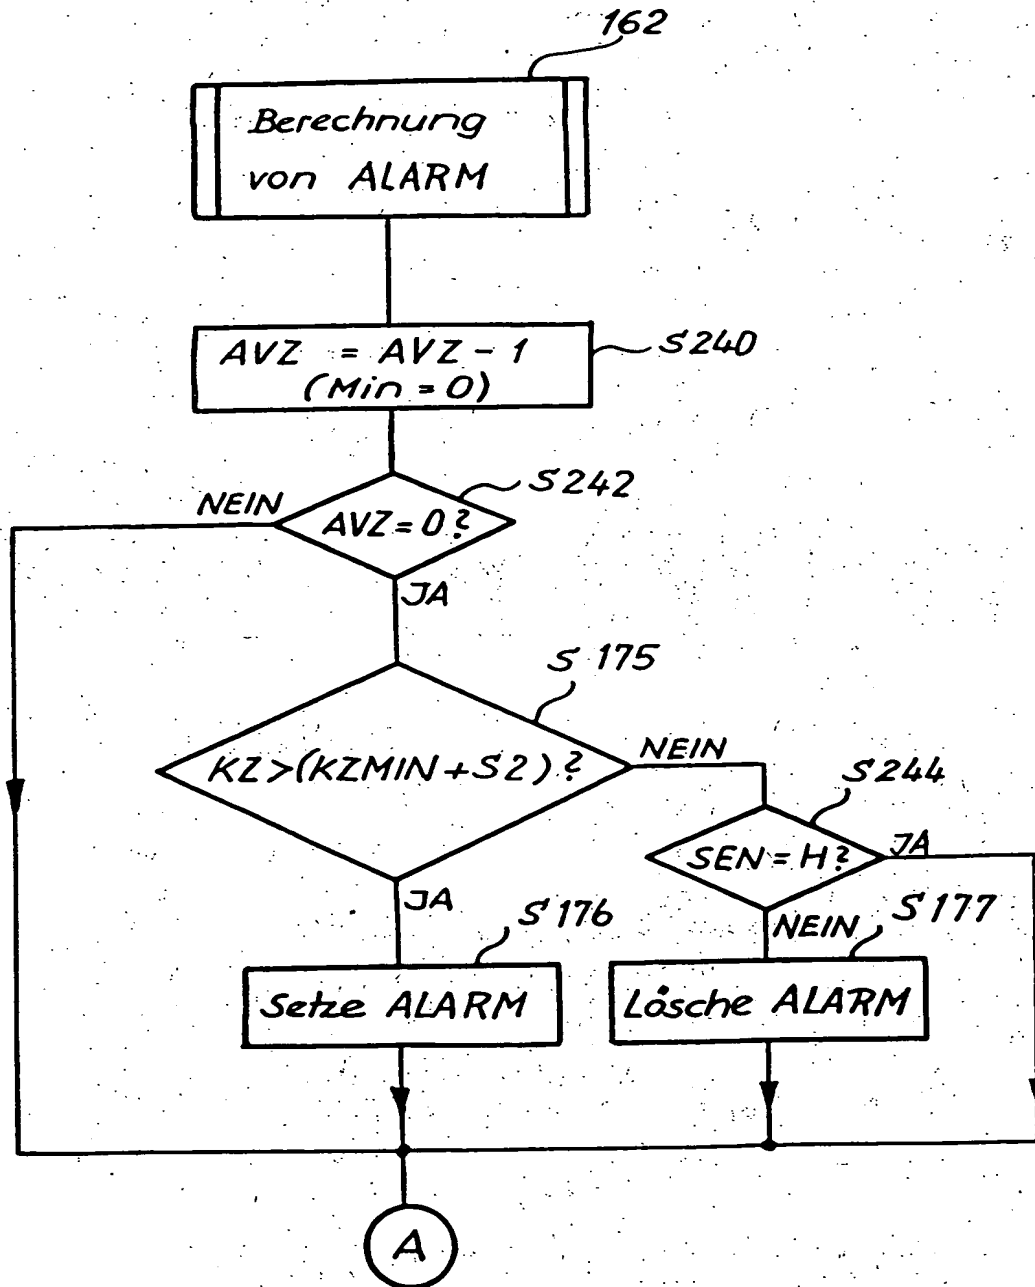 162
Berechnung
von ALARM
AVZ = AVZ - 1
(Min = 0)
S240
S242
NEIN
AVZ = 0?
JA
S 175
KZ > (KZMIN + S2) ?
NEIN
S244
SEN = H?
JA
JA
S 176
NEIN
S 177
Setze ALARM
Lösche ALARM
A